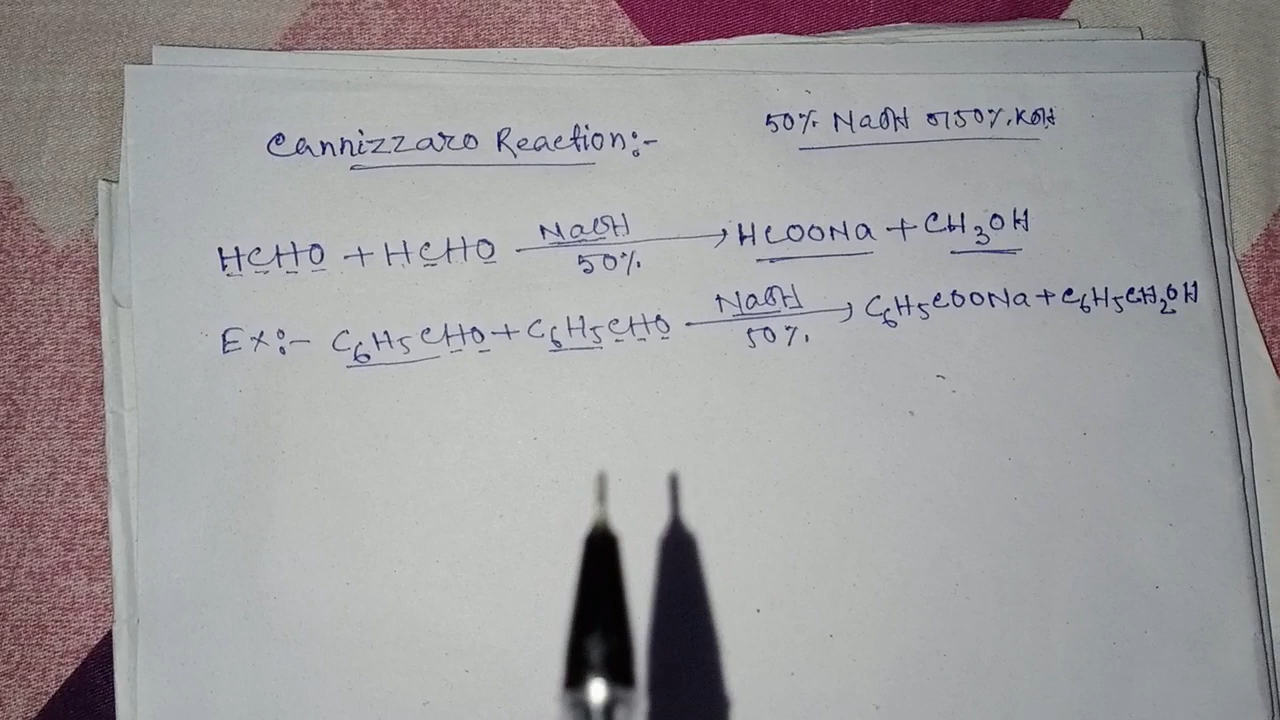 Cannizzaro Reaction:-
50% NaOH or 50%. KOH
HCHO + HCHO NaOH 50% → HCOONa + CH3OH
Ex:- C6H5CHO + C6H5CHO NaOH 50%. → C6H5COONa + C6H5CH2OH